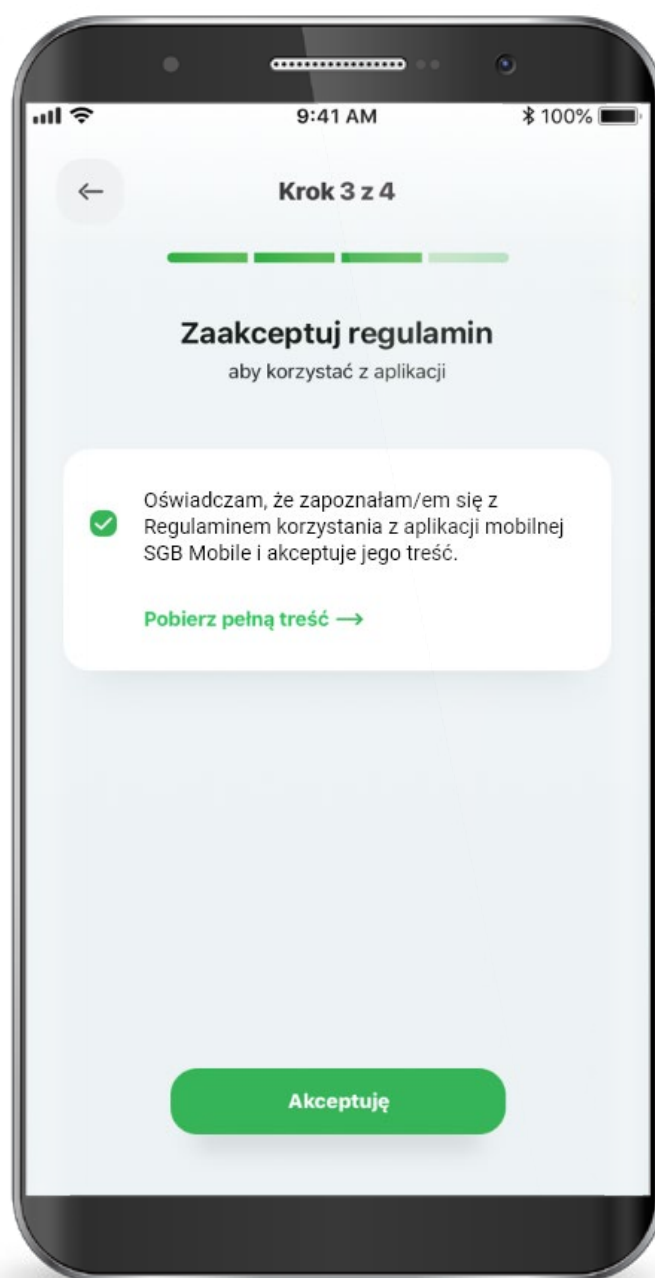 9:41 AM
100%
Krok 3 z 4
Zaakceptuj regulamin
aby korzystać z aplikacji
Oświadczam, że zapoznałam/em się z
Regulaminem korzystania z aplikacji mobilnej
SGB Mobile i akceptuje jego treść.
Pobierz pełną treść →
Akceptuję